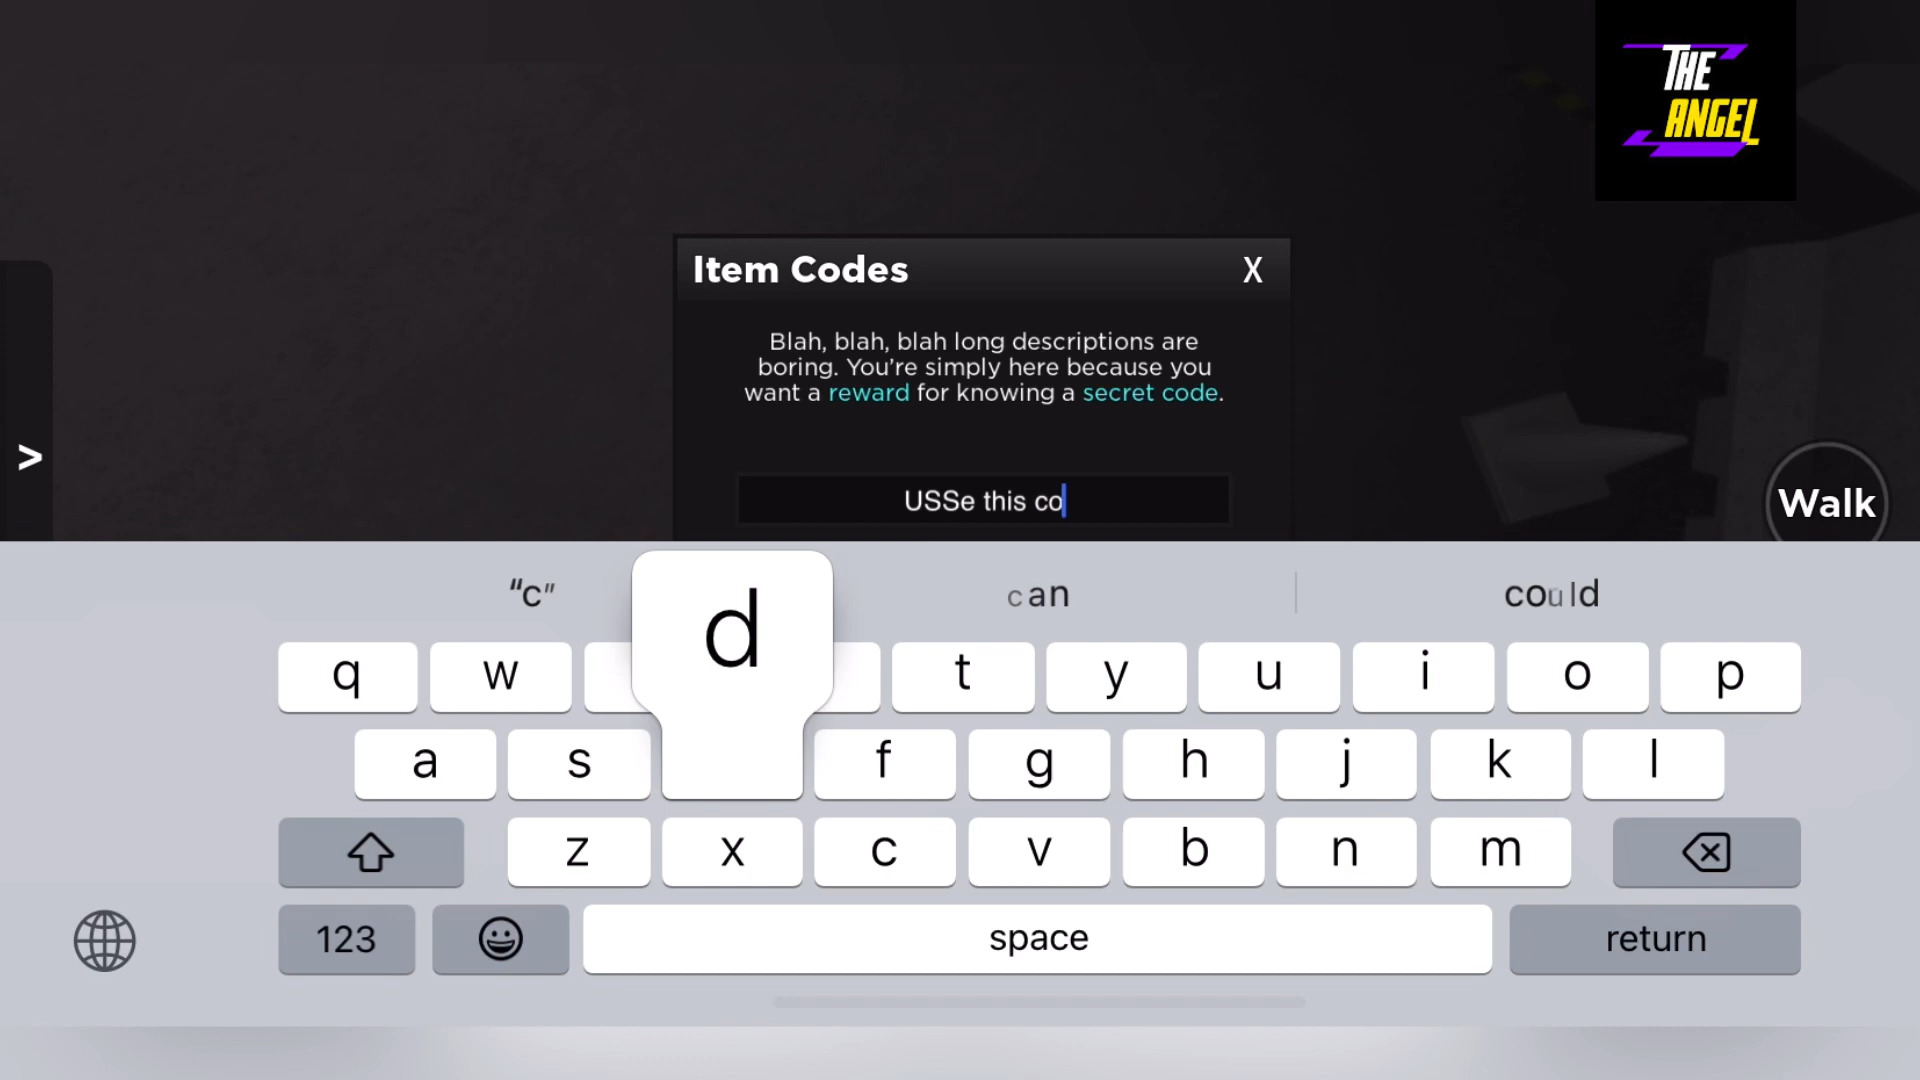 THE
ANGEL
Item Codes X
Blah, blah, blah long descriptions are
boring. You're simply here because you
want a reward for knowing a secret code.
>
USSe this co
Walk
"c" can could
d
q w t y u i o p
a s f g h j k l
z x c v b n m
123 space return